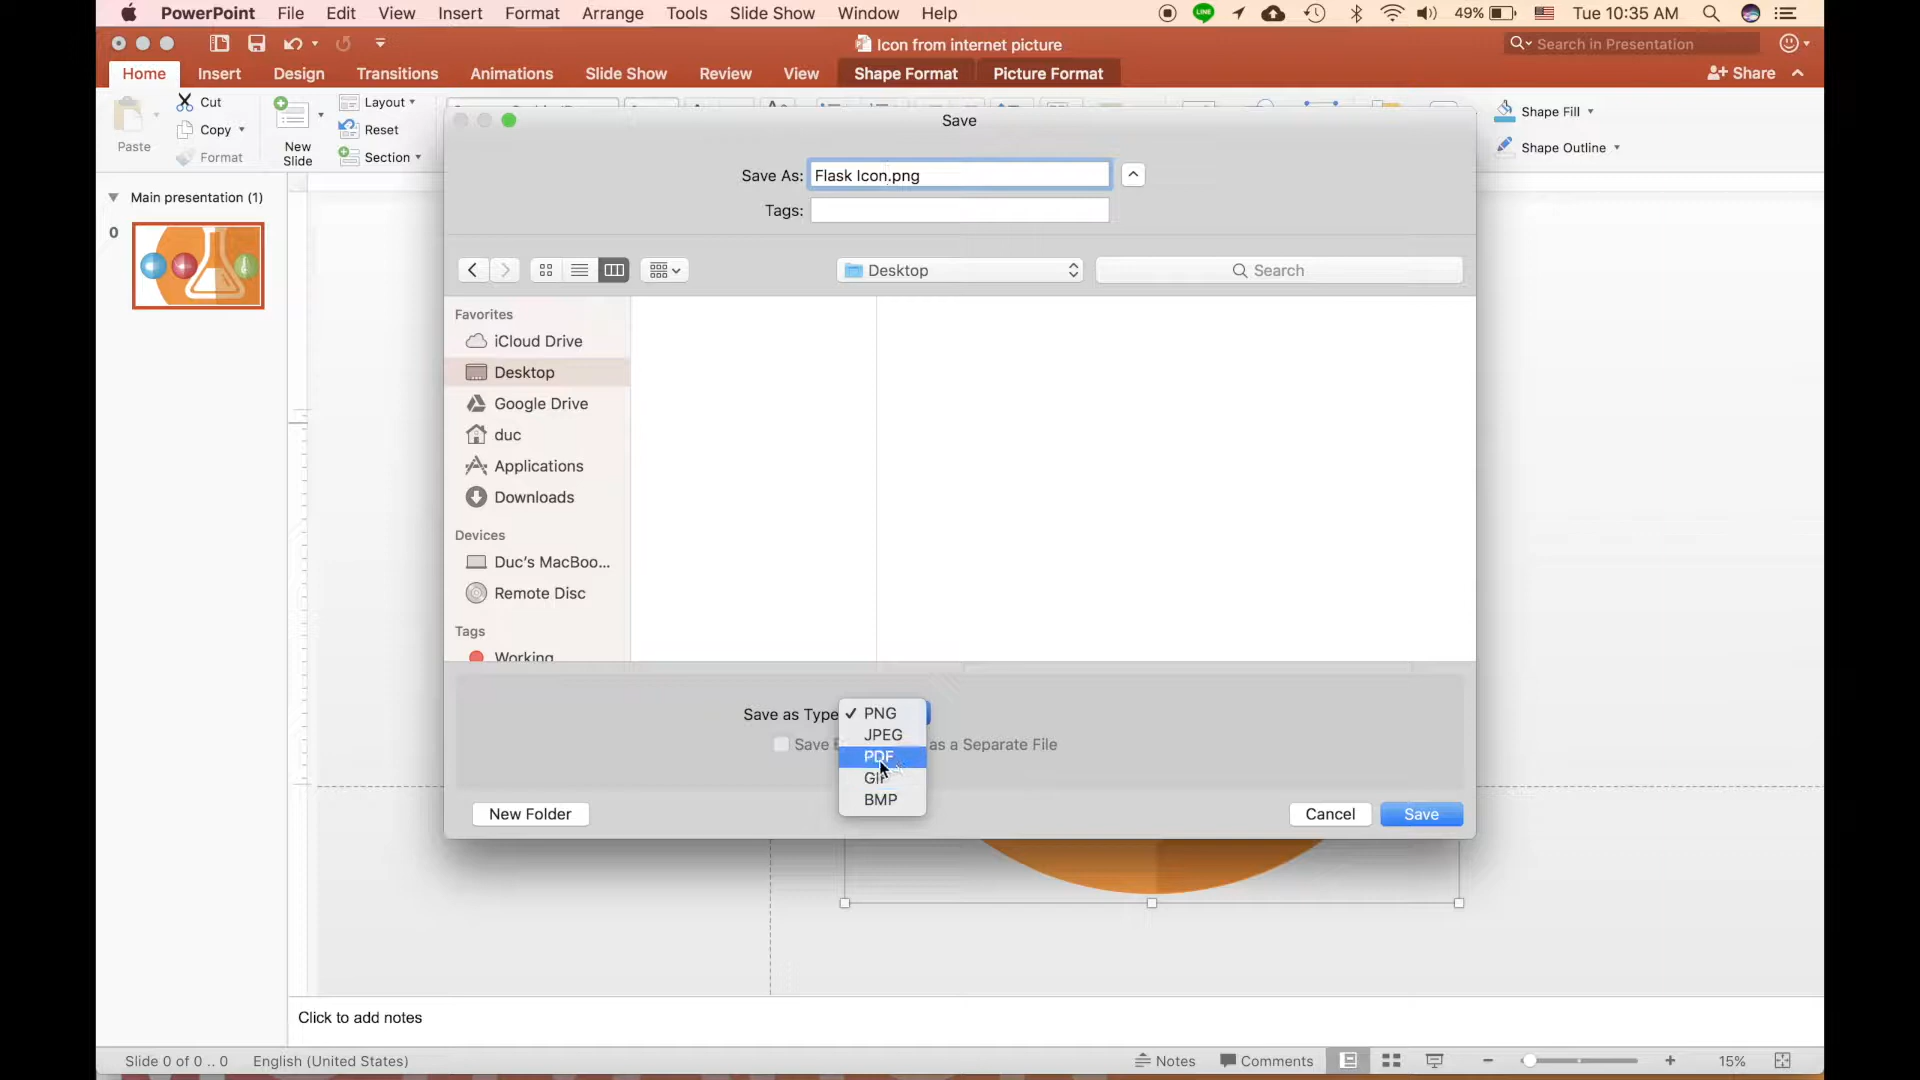 PowerPoint File Edit View Insert Format Arrange Tools Slide Show Window Help 49% Tue 10:35 AM
Icon from internet picture
Search in Presentation
Home Insert Design Transitions Animations Slide Show Review View Shape Format Picture Format Share
Paste
Cut
Copy
Format
New
Slide
Layout
Reset
Section
Shape Fill
Shape Outline
Main presentation (1)
0
Save
Save As: Flask Icon.png
Tags:
Desktop
Search
Favorites
iCloud Drive
Desktop
Google Drive
duc
Applications
Downloads
Devices
Duc's MacBoo...
Remote Disc
Tags
Working
Save as Type
PNG
JPEG
PDF
GIF
BMP
Save
as a Separate File
New Folder
Cancel
Save
Click to add notes
Slide 0 of 0 .. 0 English (United States) Notes Comments 15%